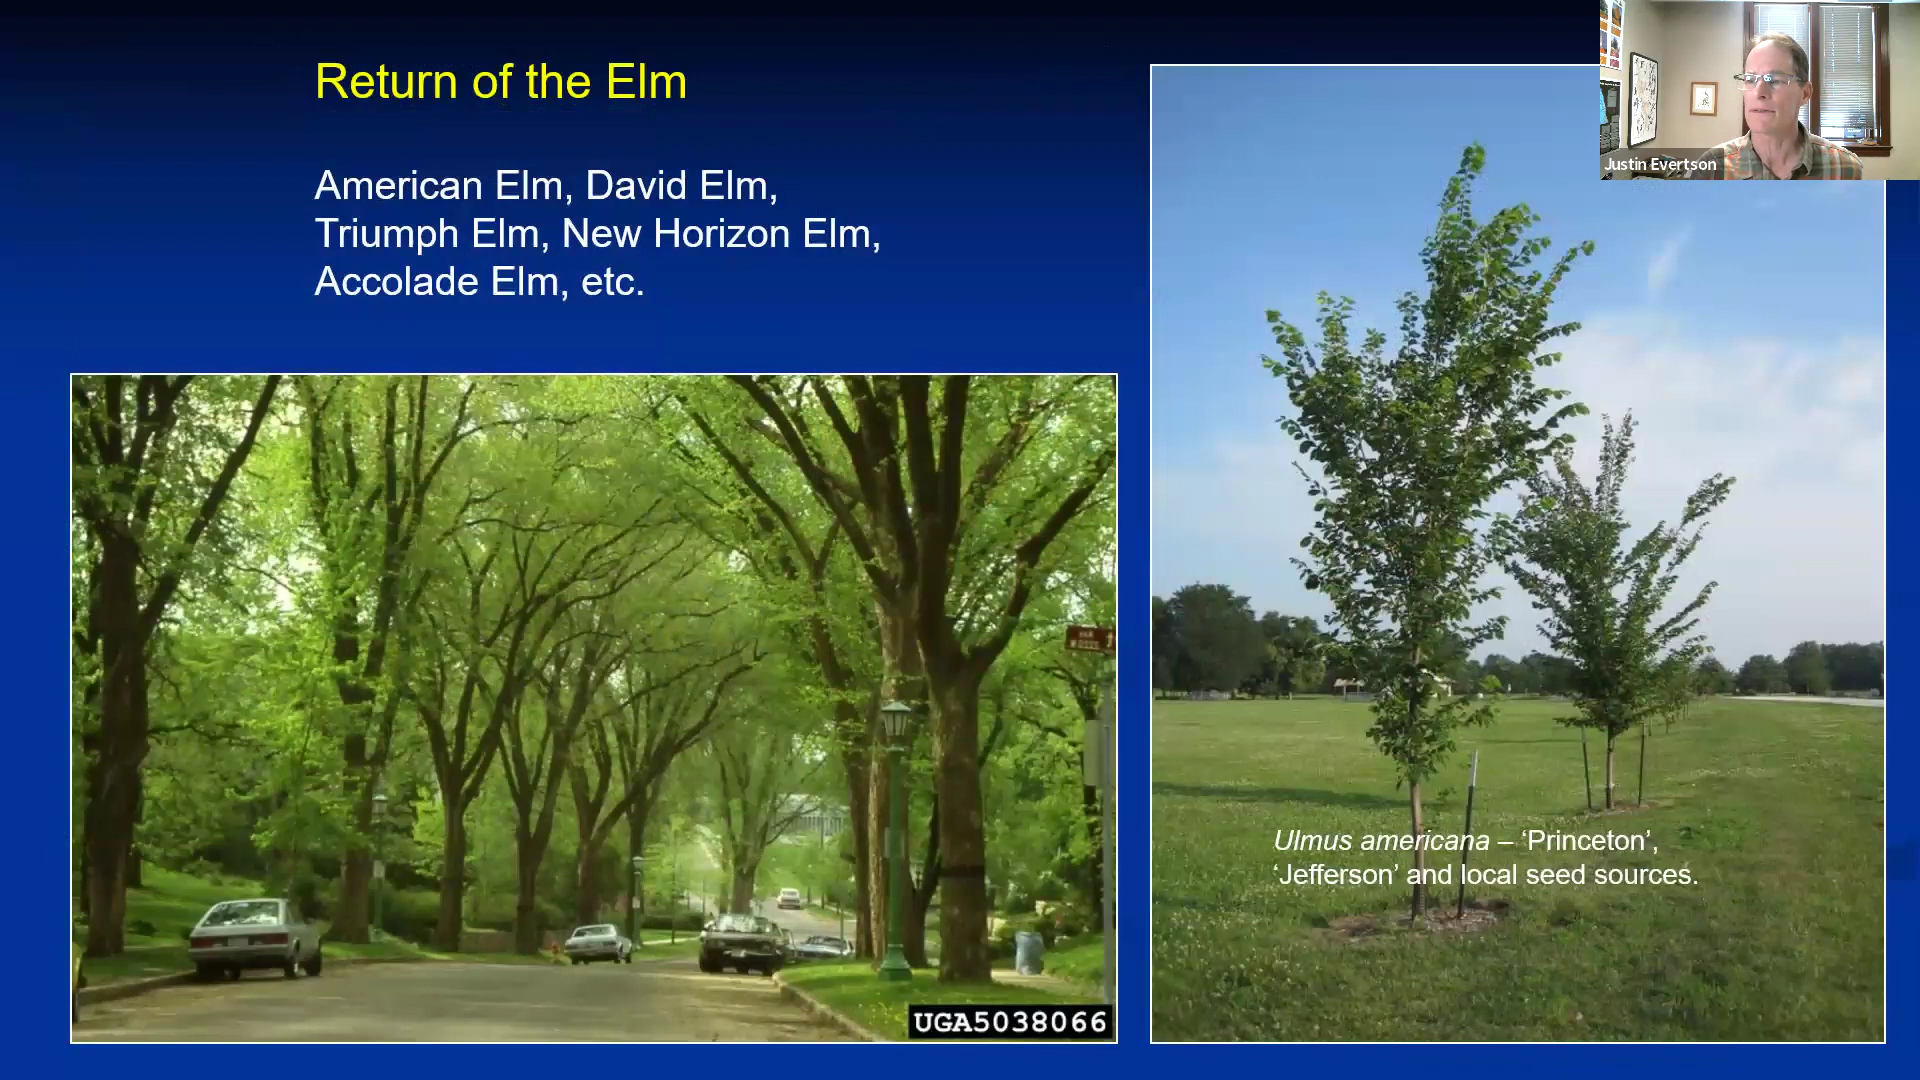 Return of the Elm
American Elm, David Elm,
Triumph Elm, New Horizon Elm,
Accolade Elm, etc.
Justin Evertson
Ulmus americana – ‘Princeton’,
‘Jefferson’ and local seed sources.
UGA5038066